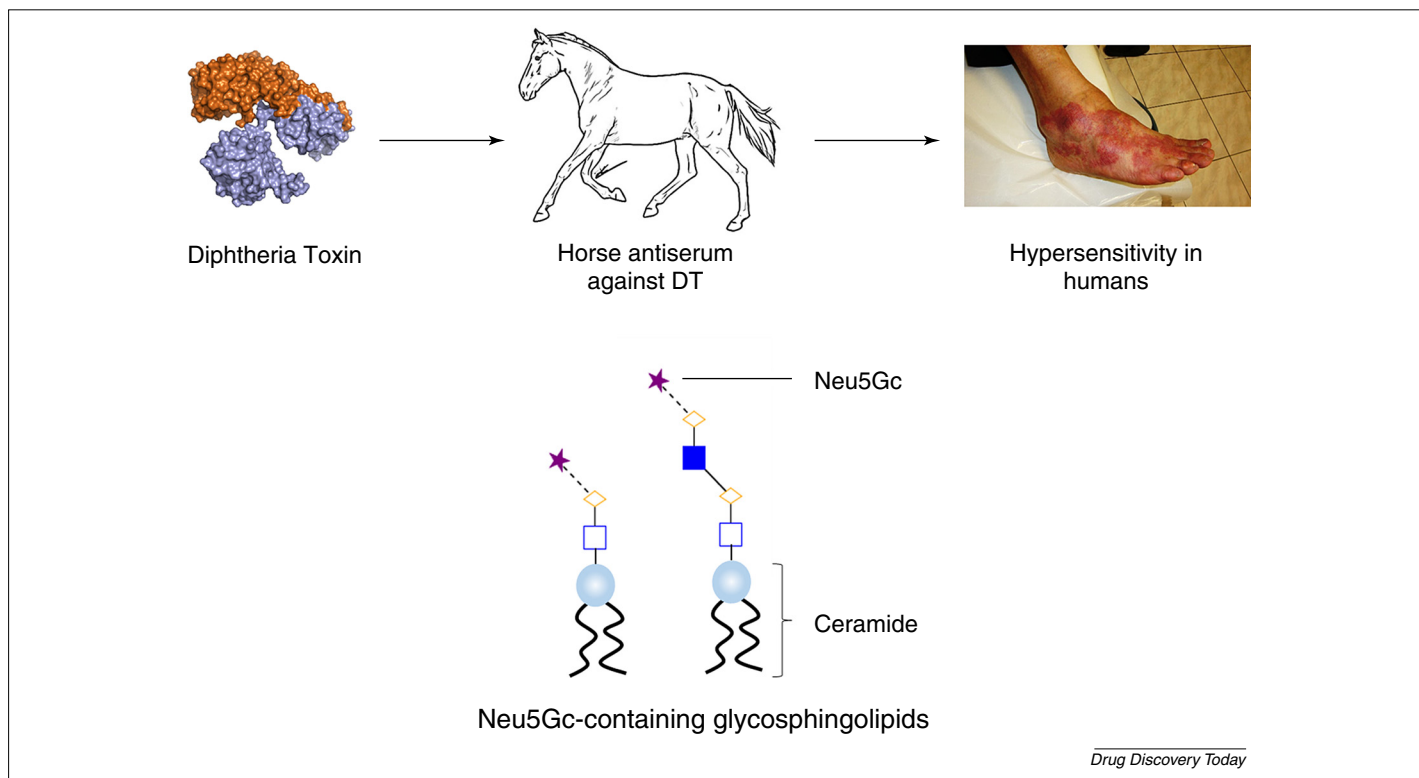 Diphtheria Toxin
Horse antiserum
against DT
Hypersensitivity in
humans
Neu5Gc
Ceramide
Neu5Gc-containing glycosphingolipids
Drug Discovery Today